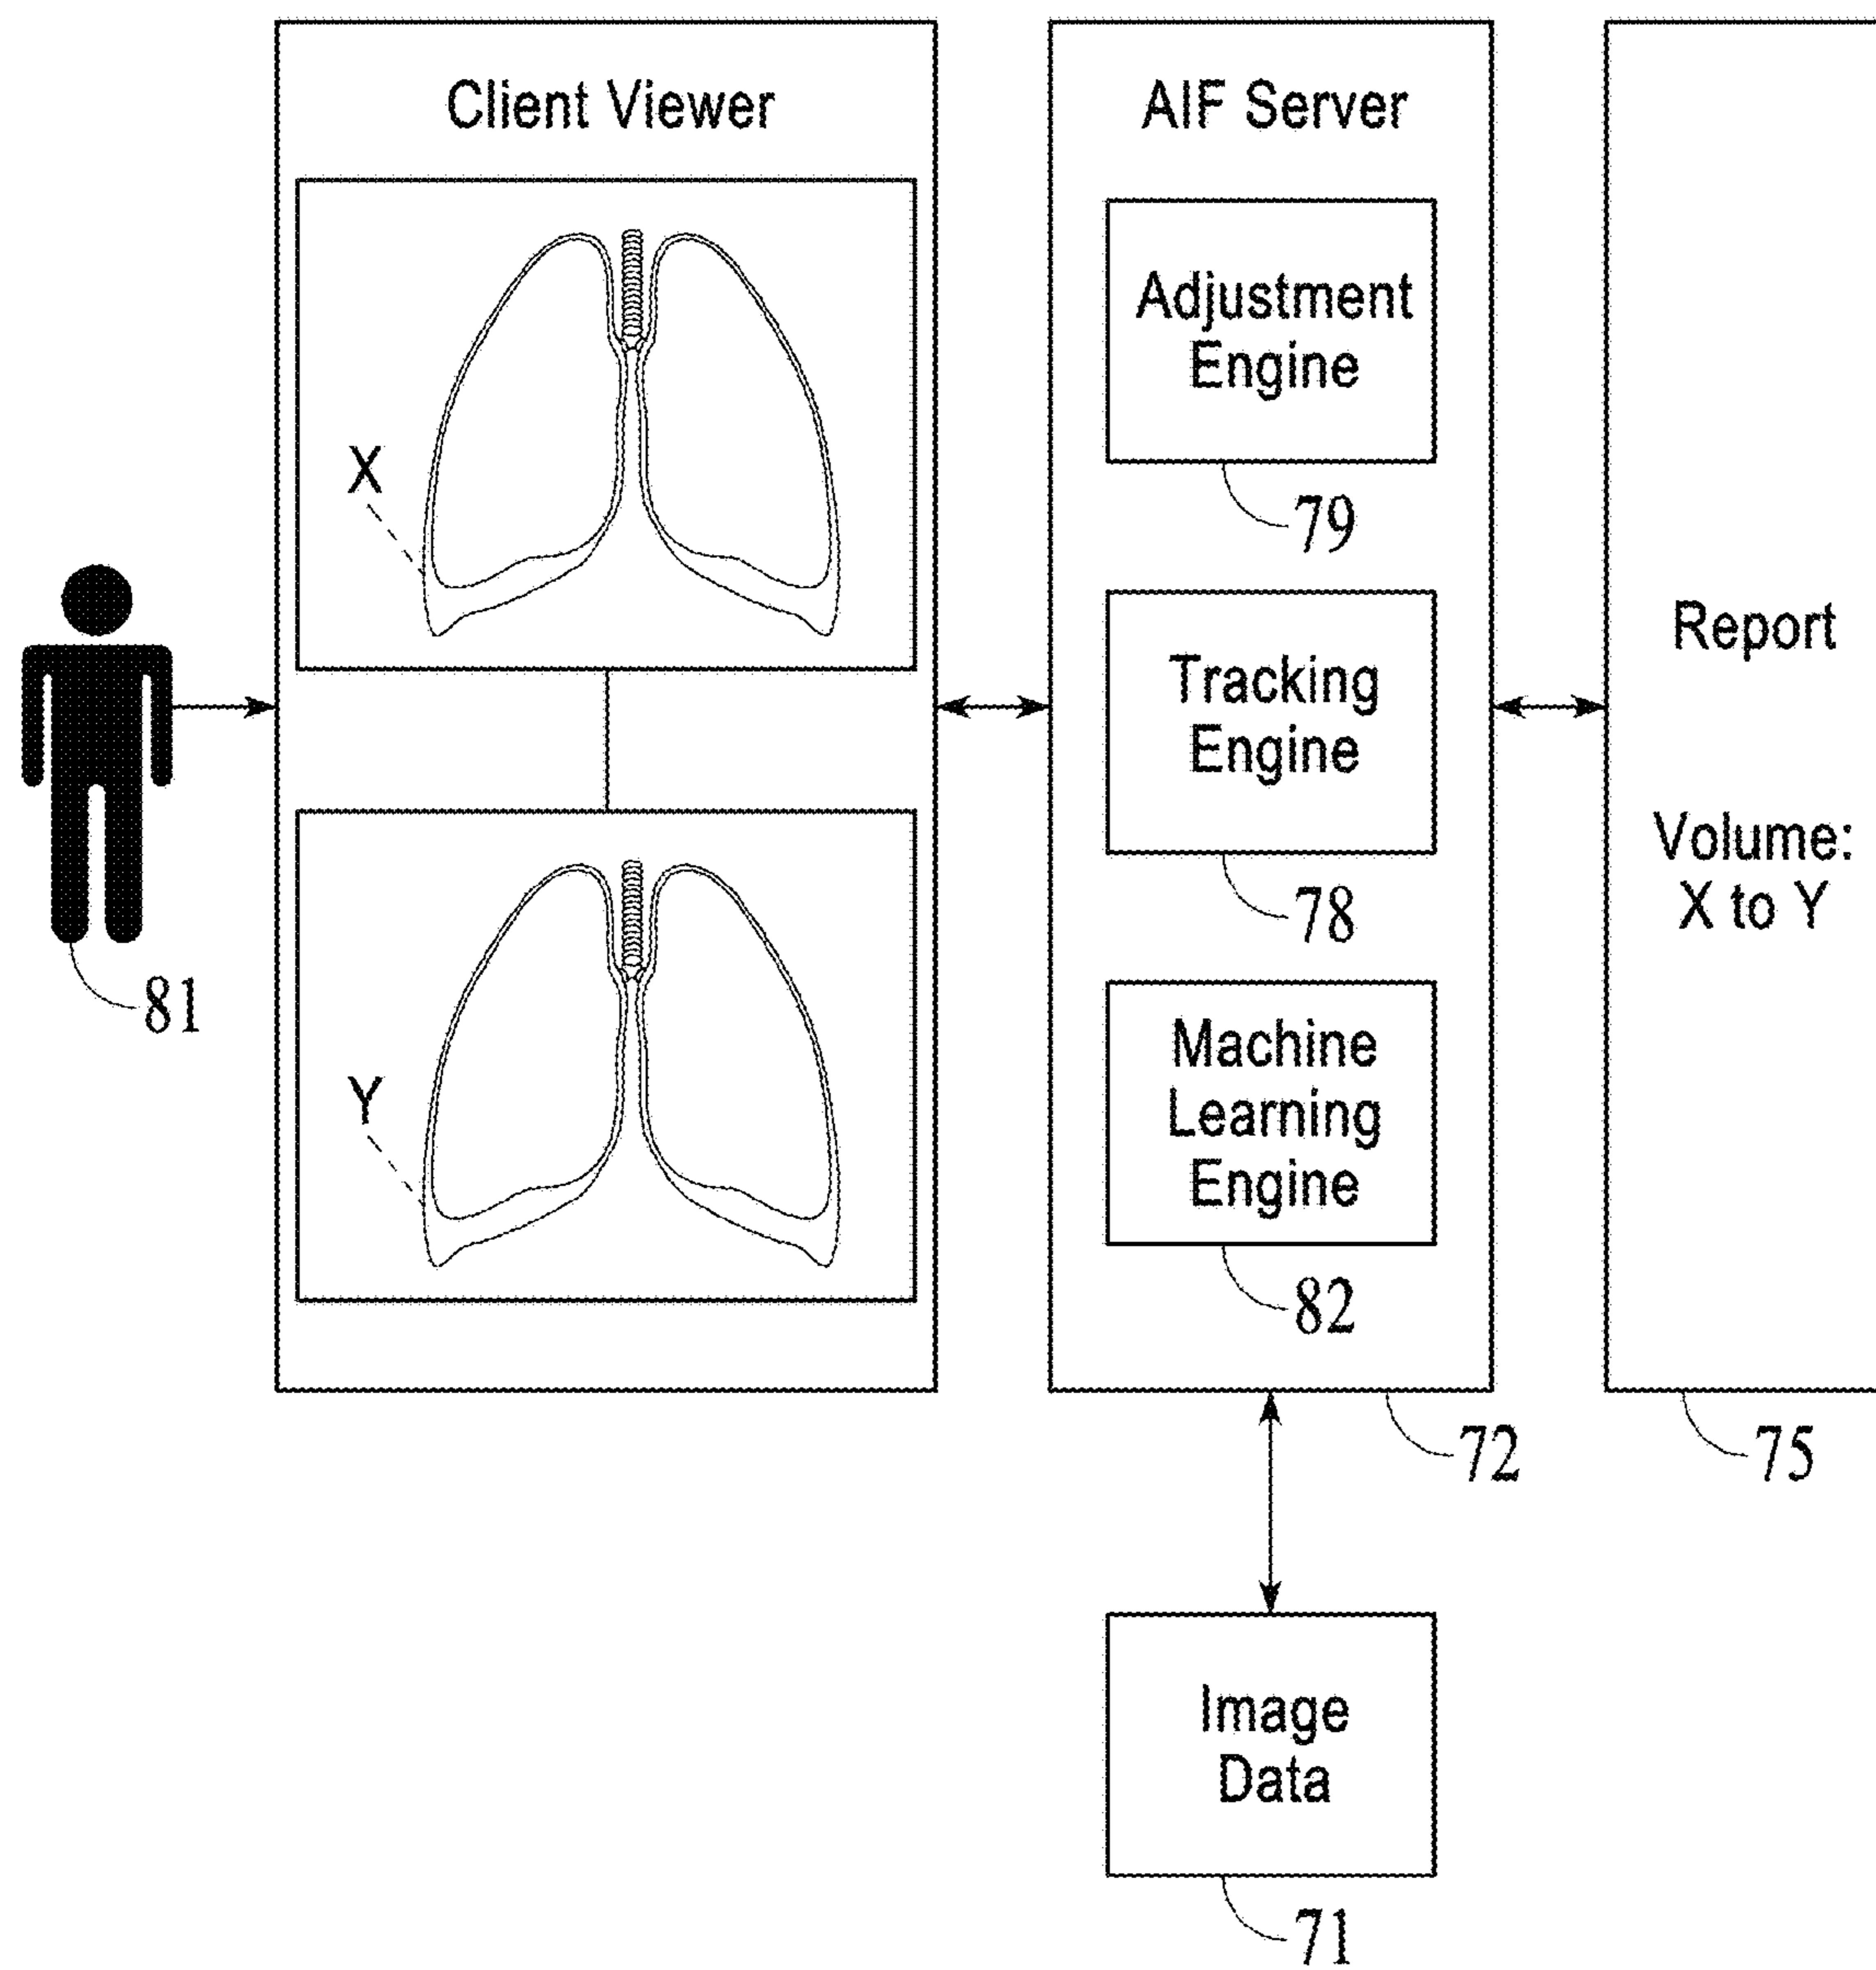 Client Viewer
X
Y
81
AIF Server
Adjustment
Engine
79
Tracking
Engine
78
Machine
Learning
Engine
82
72
Report
Volume:
X to Y
75
Image
Data
71